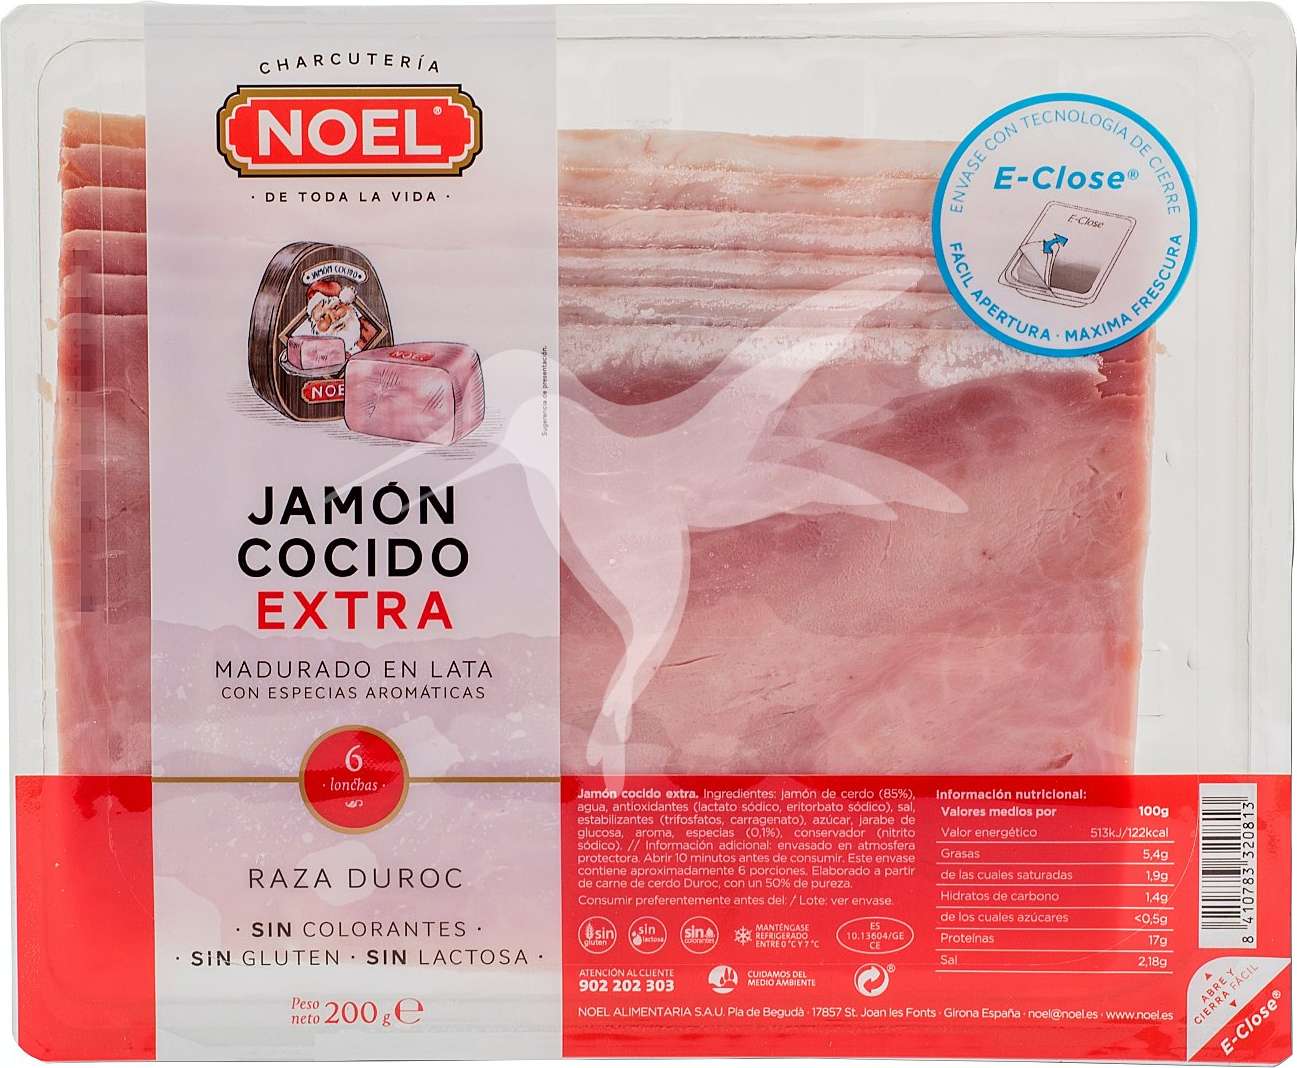 CHARCUTERÍA
NOEL®
· DE TODA LA VIDA ·
• JAMÓN COCIDO •
NOEL
NOE
Sugerencia de presentación.
JAMÓN
COCIDO
EXTRA
MADURADO EN LATA
CON ESPECIAS AROMÁTICAS
6
· lonchas ·
RAZA DUROC
· SIN COLORANTES ·
· SIN GLUTEN · SIN LACTOSA ·
Peso
neto 200 g e
ENVASE CON TECNOLOGÍA DE CIERRE
E-Close®
E-Close
FÁCIL APERTURA · MÁXIMA FRESCURA
Jamón cocido extra. Ingredientes: jamón de cerdo (85%),
agua, antioxidantes (lactato sódico, eritorbato sódico), sal,
estabilizantes (trifosfatos, carragenato), azúcar, jarabe de
glucosa, aroma, especias (0,1%), conservador (nitrito
sódico). // Información adicional: envasado en atmosfera
protectora. Abrir 10 minutos antes de consumir. Este envase
contiene aproximadamente 6 porciones. Elaborado a partir
de carne de cerdo Duroc, con un 50% de pureza.
Consumir preferentemente antes del: / Lote: ver envase.
sin
gluten
sin
lactosa
sin
colorantes
MANTÉNGASE
REFRIGERADO
ENTRE 0 °C Y 7 °C
ES
10.13604/GE
CE
ATENCIÓN AL CLIENTE
902 202 303
CUIDAMOS DEL
MEDIO AMBIENTE
®
NOEL ALIMENTARIA S.A.U. Pla de Begudà · 17857 St. Joan les Fonts · Girona España · noel@noel.es · www.noel.es
Información nutricional:
Valores medios por 100g
Valor energético 513kJ/122kcal
Grasas 5,4g
de las cuales saturadas 1,9g
Hidratos de carbono 1,4g
de los cuales azúcares <0,5g
Proteínas 17g
Sal 2,18g
8 410783 320813
ABRE Y
CIERRA FÁCIL
E-Close®